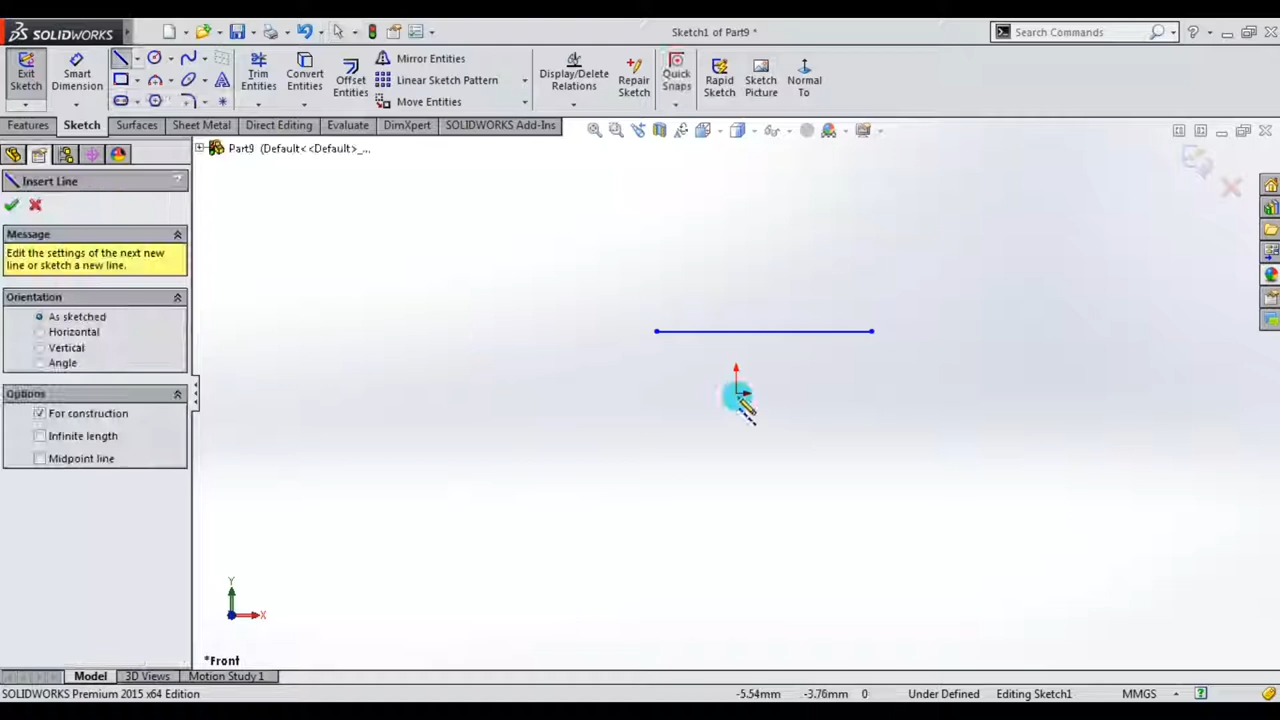 SOLIDWORKS
Sketch1 of Part9 *
Search Commands
Exit Sketch
Smart Dimension
Trim Entities
Convert Entities
Offset Entities
Mirror Entities
Linear Sketch Pattern
Move Entities
Display/Delete Relations
Repair Sketch
Quick Snaps
Rapid Sketch
Sketch Picture
Normal To
Features
Sketch
Surfaces
Sheet Metal
Direct Editing
Evaluate
DimXpert
SOLIDWORKS Add-Ins
Part9 (Default<<Default>_...
Insert Line
Message
Edit the settings of the next new
line or sketch a new line.
Orientation
As sketched
Horizontal
Vertical
Angle
Options
For construction
Infinite length
Midpoint line
Y
X
*Front
Model
3D Views
Motion Study 1
SOLIDWORKS Premium 2015 x64 Edition
-5.54mm
-3.76mm
0
Under Defined
Editing Sketch1
MMGS